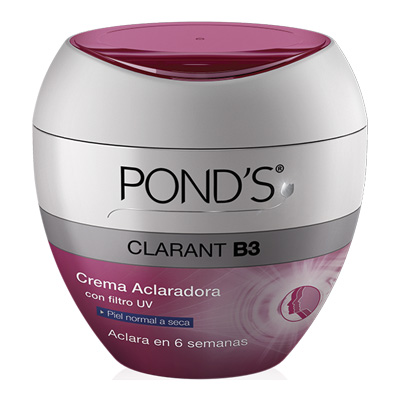 POND'S®
CLARANT B3
Crema Aclaradora
con filtro UV
▸ Piel normal a seca
Aclara en 6 semanas